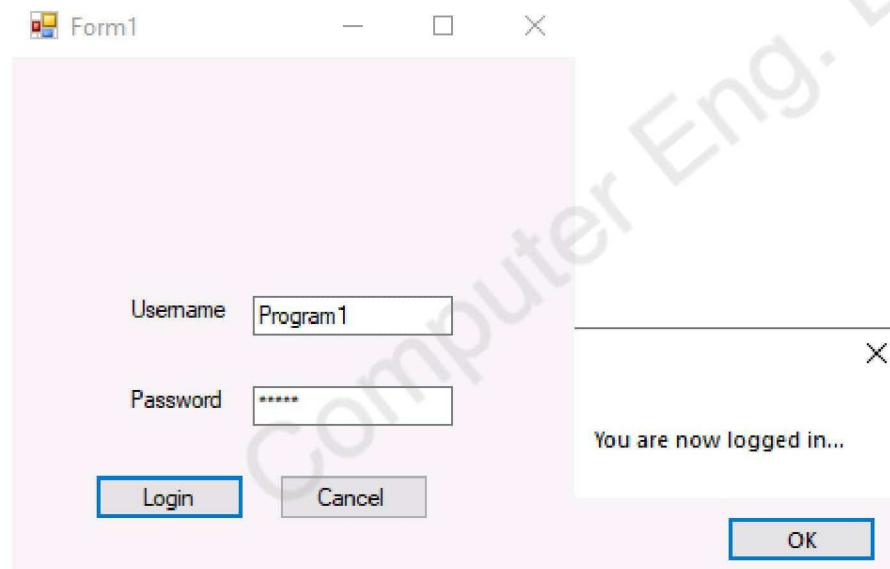 Form1
Username Program1
Password *****
Login Cancel
You are now logged in...
OK
Computer Eng.